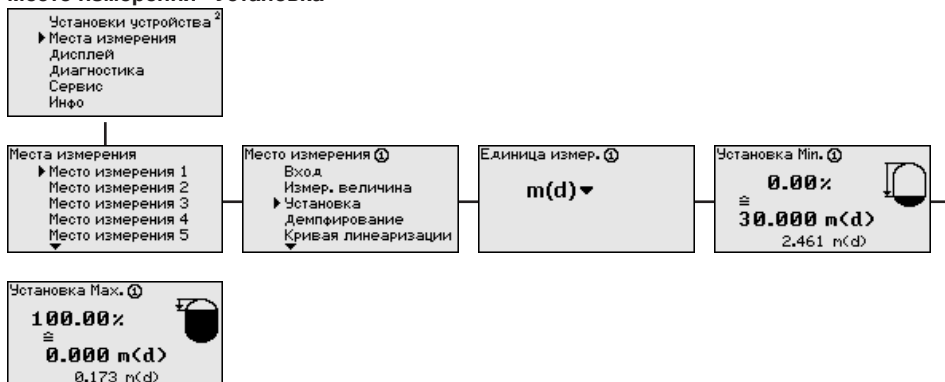 Место измерения - Установка
Установки устройства 2
Места измерения
Дисплей
Диагностика
Сервис
Инфо
Места измерения
Место измерения 1
Место измерения 2
Место измерения 3
Место измерения 4
Место измерения 5
Место измерения ①
Вход
Измер. величина
Установка
Демпфирование
Кривая линеаризации
Единица измер. ①
m(d)▼
Установка Min. ①
0.00%
≙
30.000 m(d)
2.461 m(d)
Установка Max. ①
100.00%
≙
0.000 m(d)
0.173 m(d)